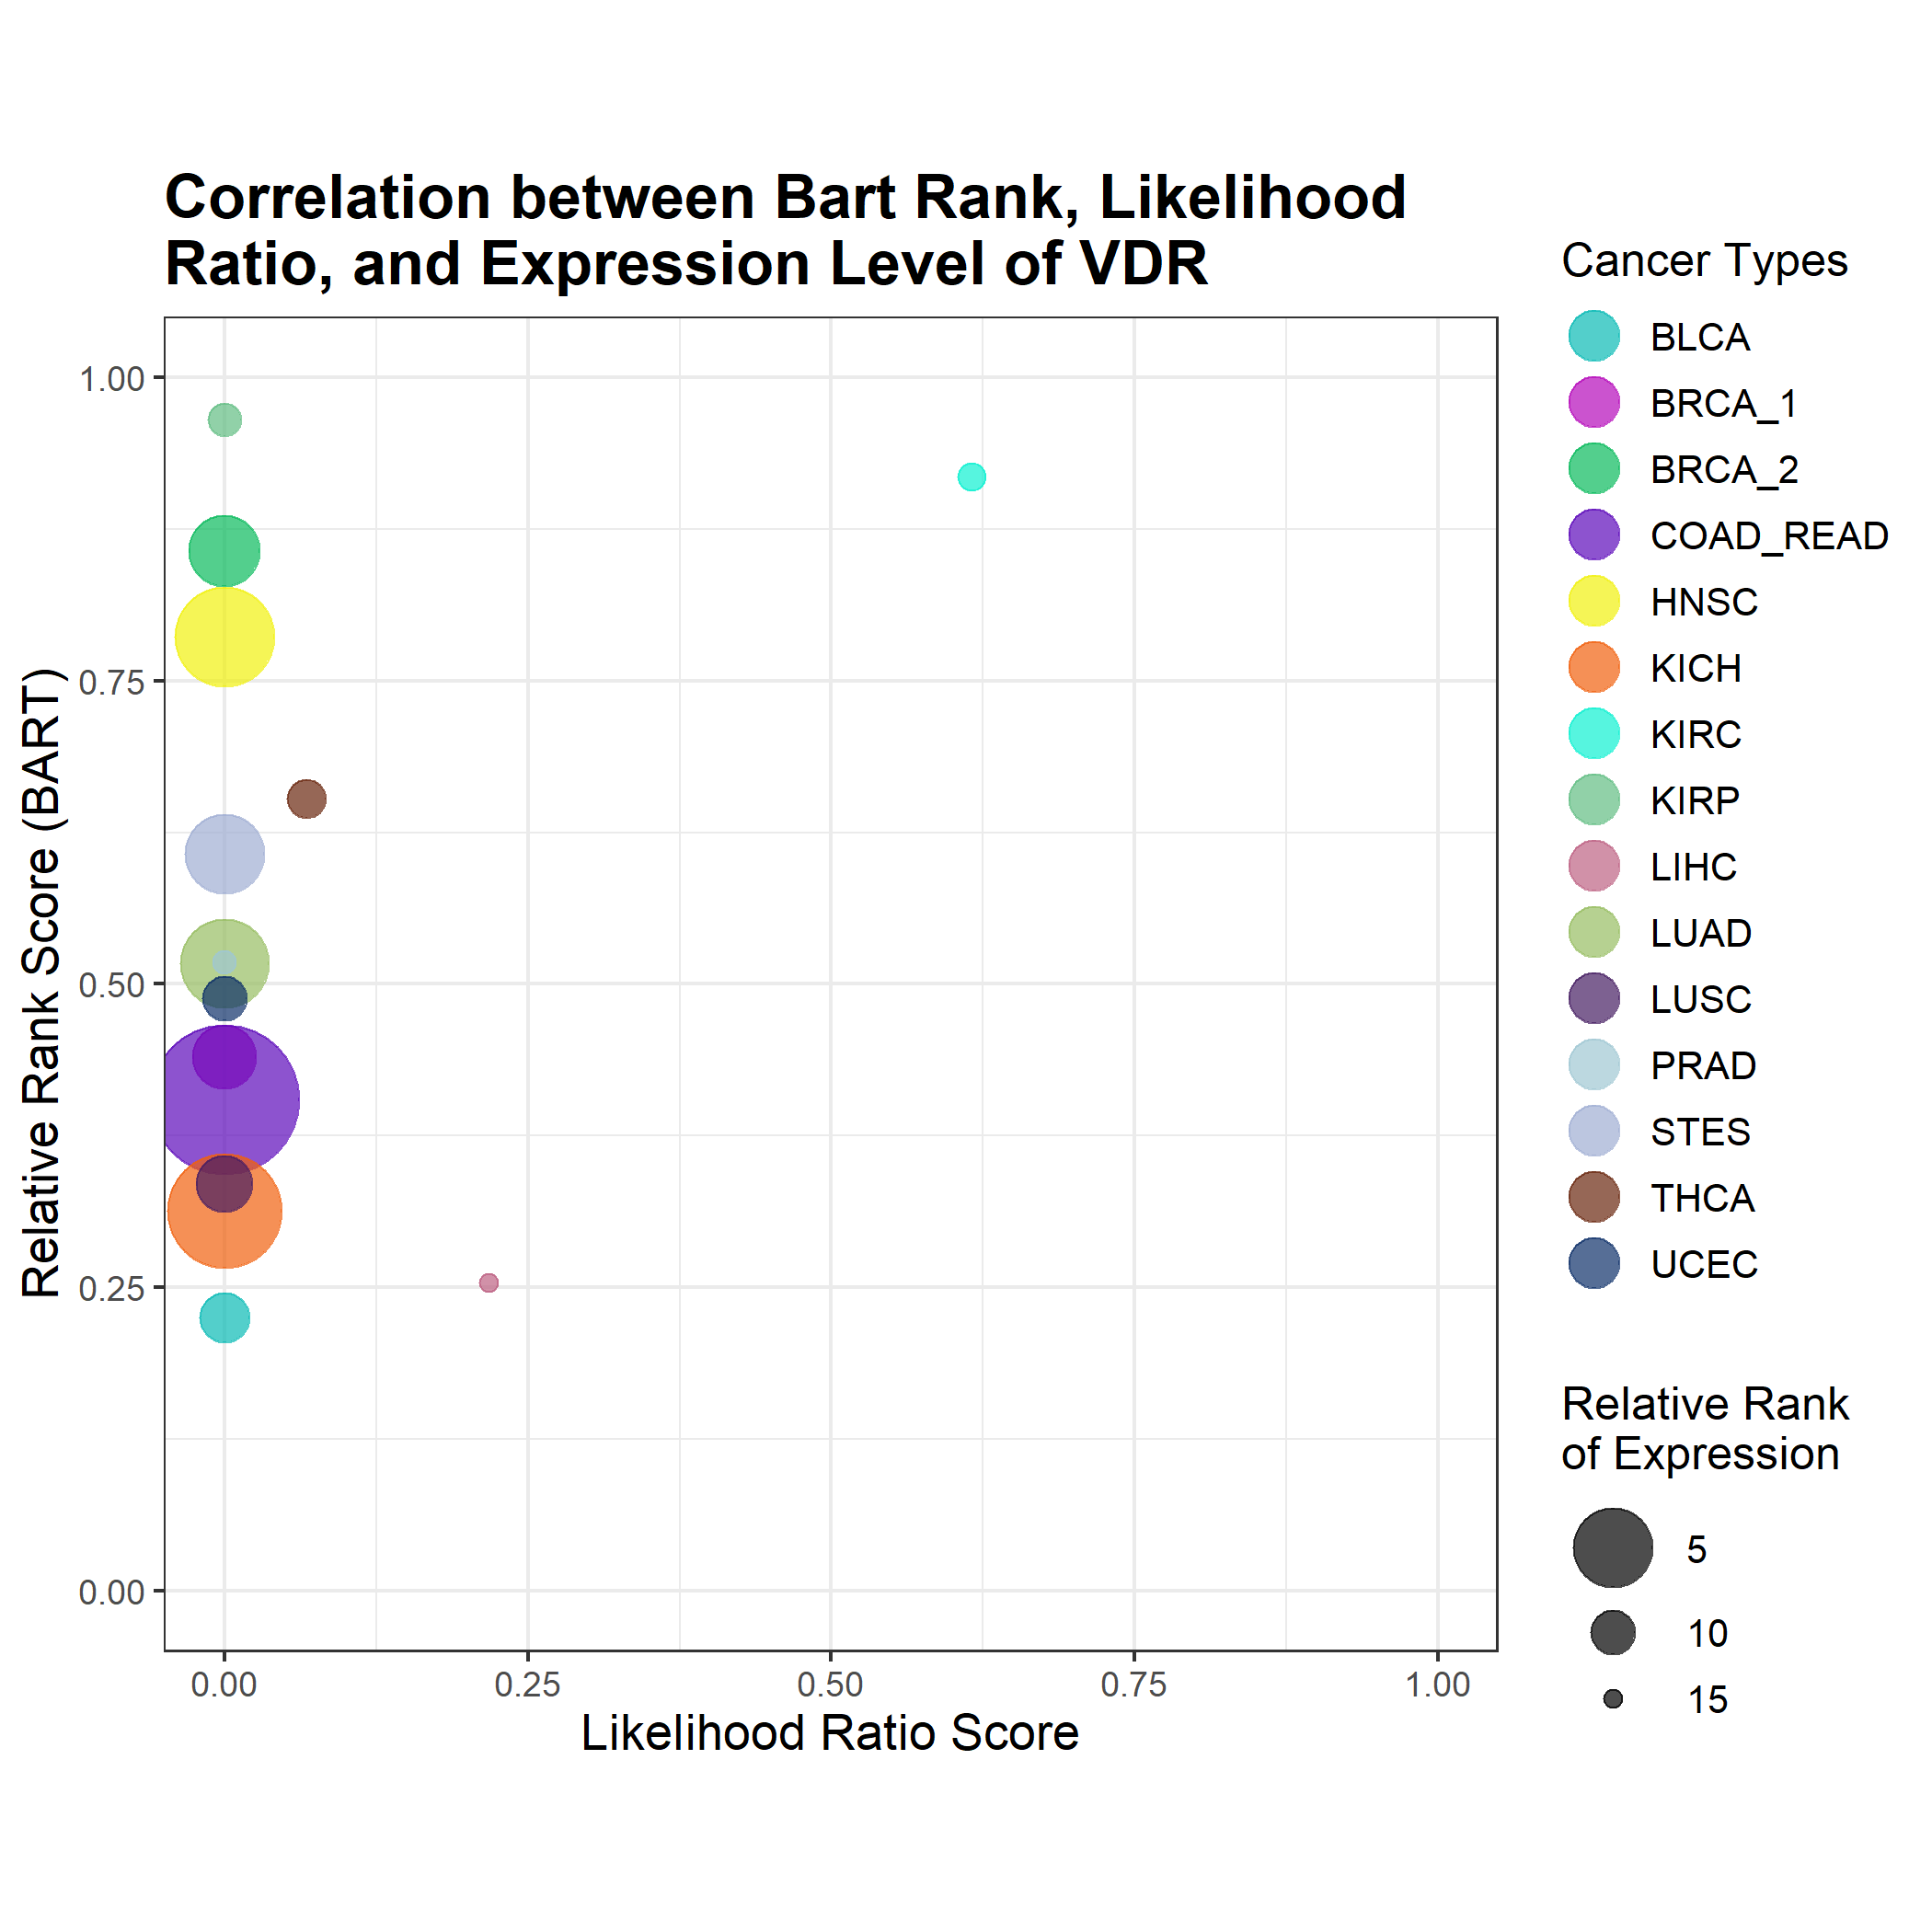 Correlation between Bart Rank, Likelihood
Ratio, and Expression Level of VDR
Relative Rank Score (BART)
1.00
0.75
0.50
0.25
0.00
0.00 0.25 0.50 0.75 1.00
Likelihood Ratio Score
Cancer Types
BLCA
BRCA_1
BRCA_2
COAD_READ
HNSC
KICH
KIRC
KIRP
LIHC
LUAD
LUSC
PRAD
STES
THCA
UCEC
Relative Rank
of Expression
5
10
15